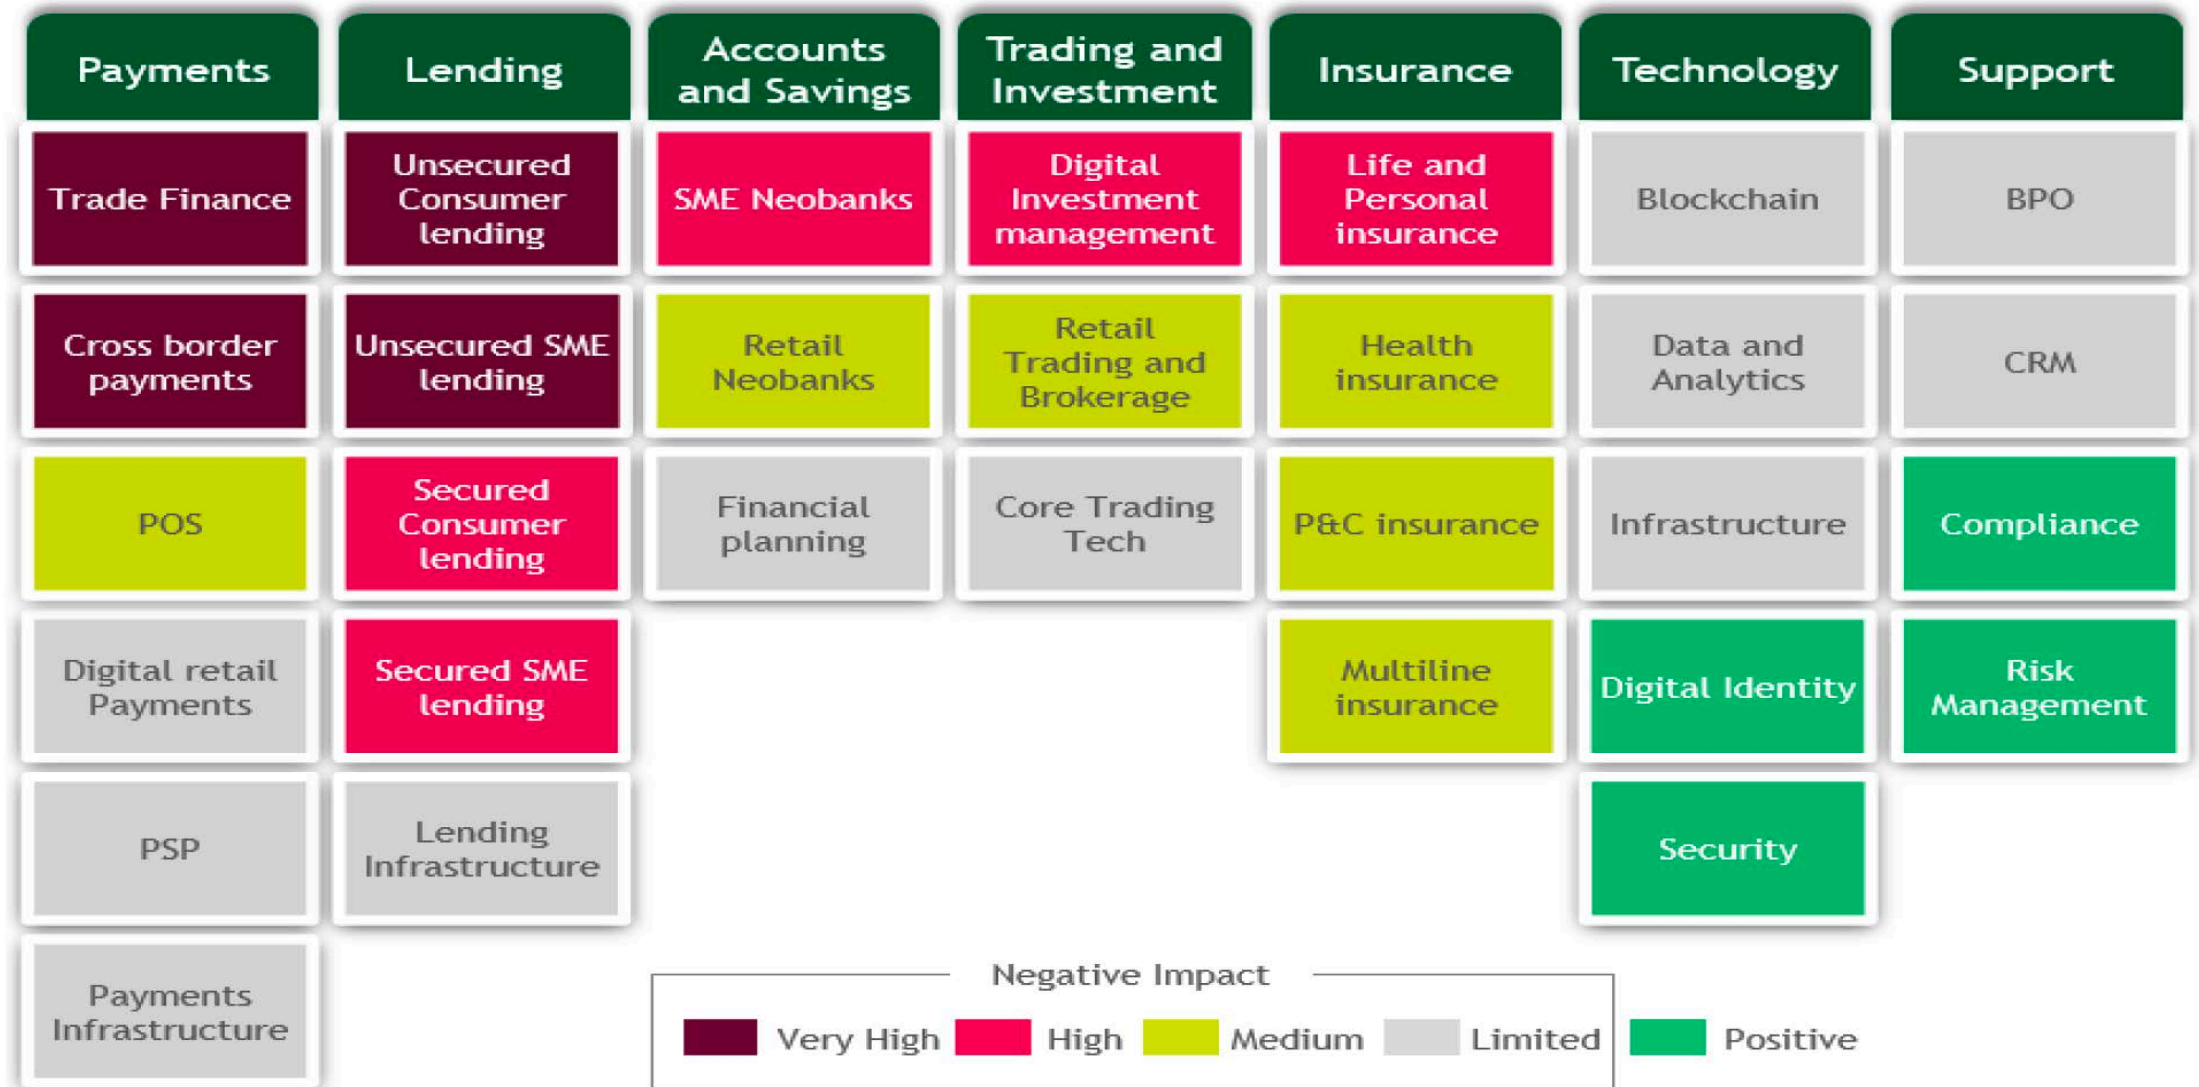 Payments
Lending
Accounts
and Savings
Trading and
Investment
Insurance
Technology
Support
Trade Finance
Unsecured
Consumer
lending
SME Neobanks
Digital
Investment
management
Life and
Personal
insurance
Blockchain
BPO
Cross border
payments
Unsecured SME
lending
Retail
Neobanks
Retail
Trading and
Brokerage
Health
insurance
Data and
Analytics
CRM
POS
Secured
Consumer
lending
Financial
planning
Core Trading
Tech
P&C insurance
Infrastructure
Compliance
Digital retail
Payments
Secured SME
lending
Multiline
insurance
Digital Identity
Risk
Management
PSP
Lending
Infrastructure
Security
Payments
Infrastructure
Negative Impact
Very High
High
Medium
Limited
Positive